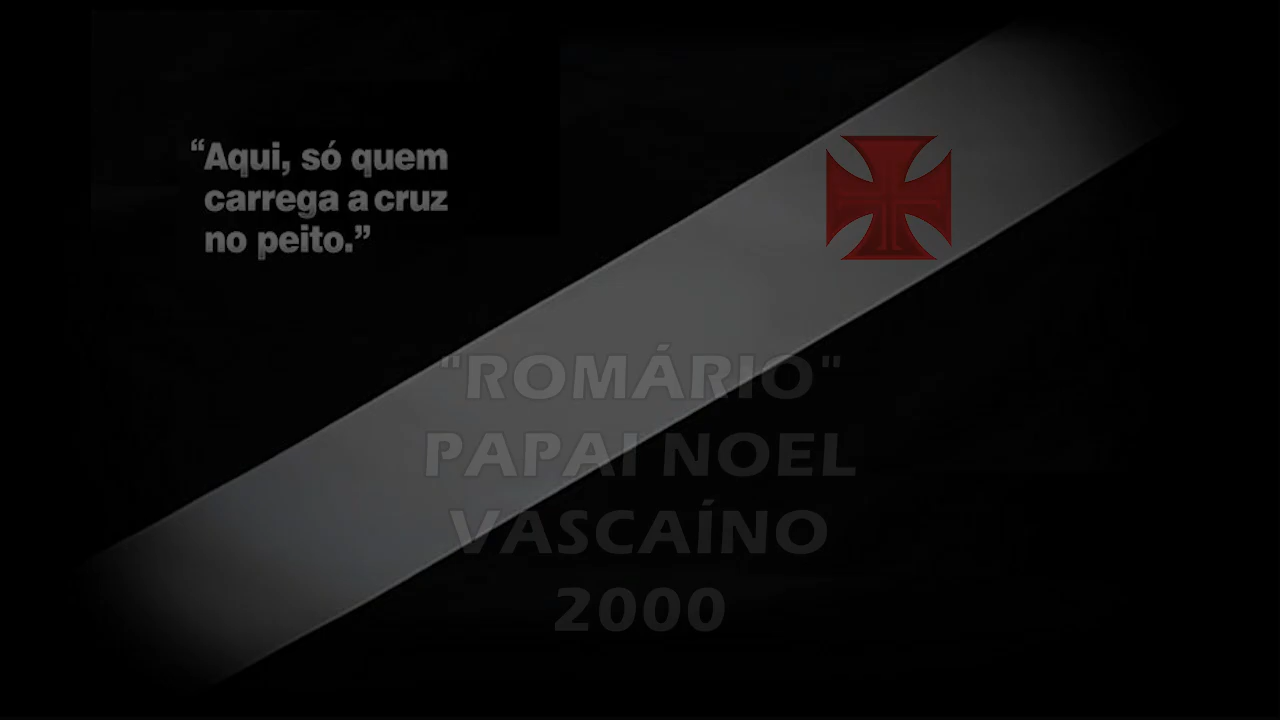 “Aqui, só quem
carrega a cruz
no peito.”
"ROMÁRIO"
PAPAI NOEL
VASCAÍNO
2000